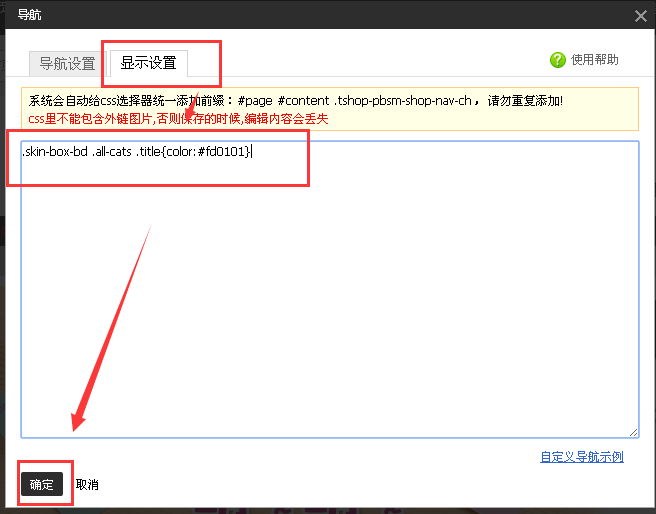 导航
导航设置 显示设置 使用帮助
系统会自动给css选择器统一添加前缀：#page #content .tshop-pbsm-shop-nav-ch，请勿重复添加!
css里不能包含外链图片,否则保存的时候,编辑内容会丢失
.skin-box-bd .all-cats .title{color:#fd0101}
自定义导航示例
确定 取消